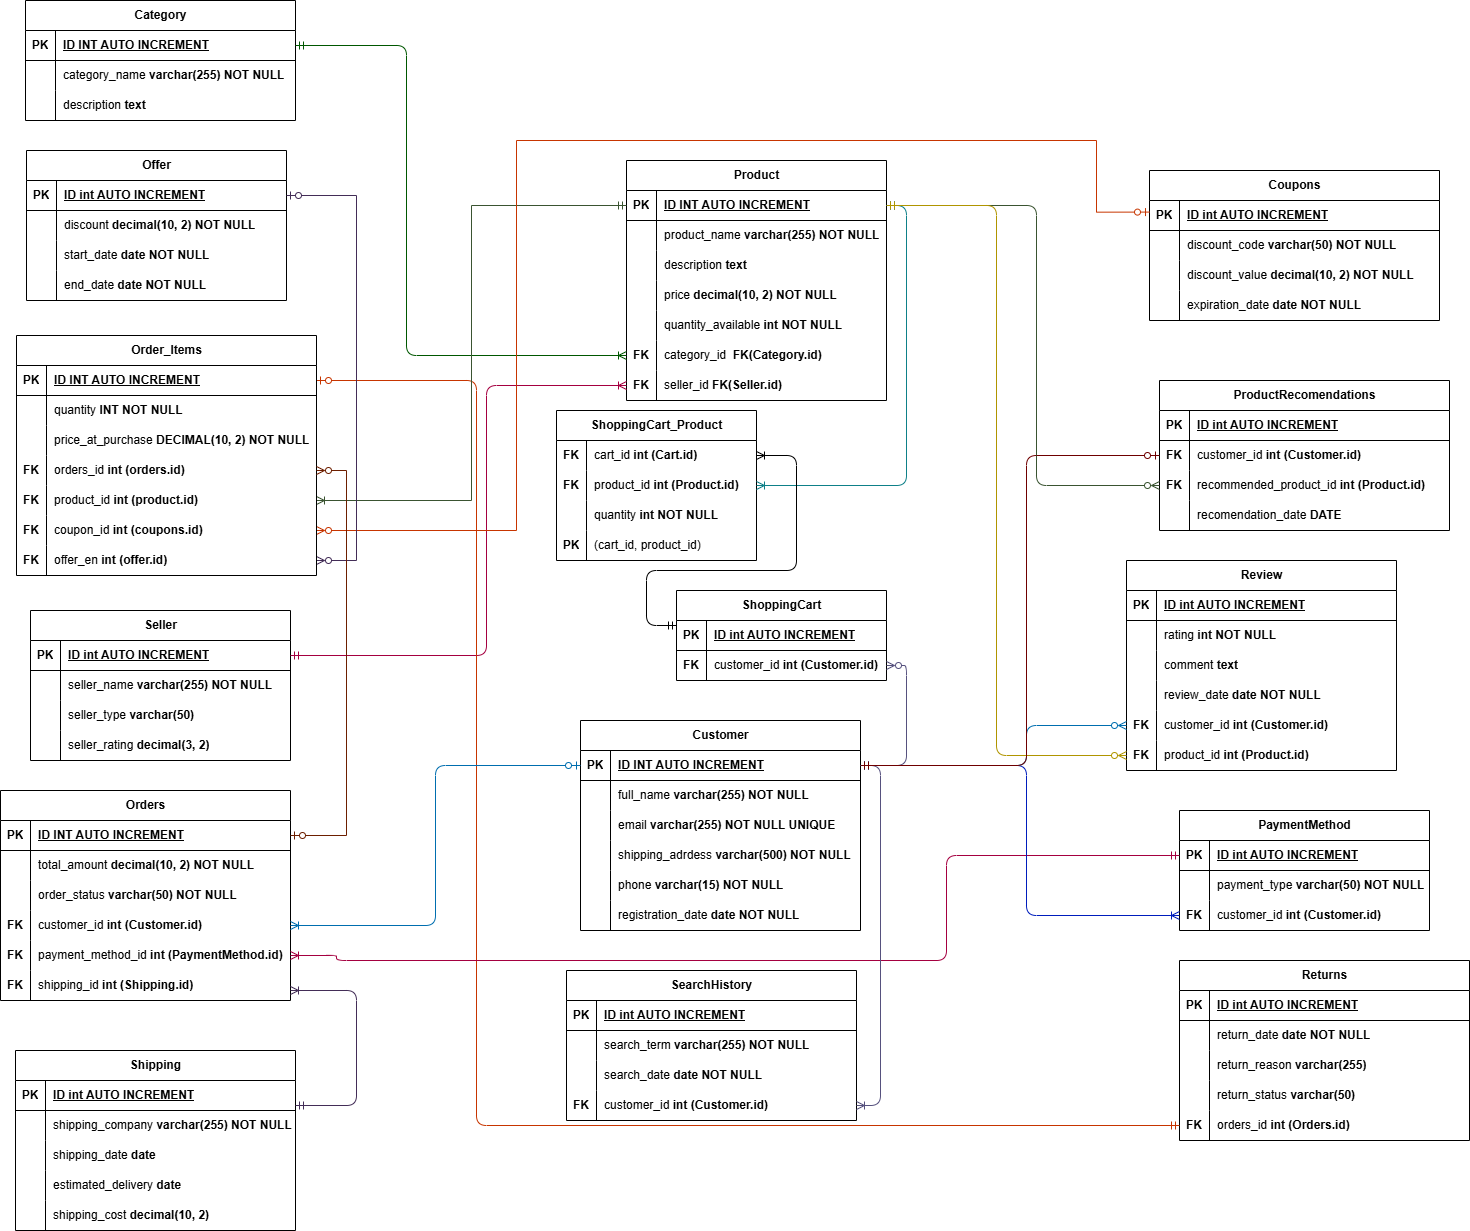 Category
PK ID INT AUTO INCREMENT
category_name varchar(255) NOT NULL
description text
Offer
PK ID int AUTO INCREMENT
discount decimal(10, 2) NOT NULL
start_date date NOT NULL
end_date date NOT NULL
Product
PK ID INT AUTO INCREMENT
product_name varchar(255) NOT NULL
description text
price decimal(10, 2) NOT NULL
quantity_available int NOT NULL
FK category_id FK(Category.id)
FK seller_id FK(Seller.id)
Coupons
PK ID int AUTO INCREMENT
discount_code varchar(50) NOT NULL
discount_value decimal(10, 2) NOT NULL
expiration_date date NOT NULL
Order_Items
PK ID INT AUTO INCREMENT
quantity INT NOT NULL
price_at_purchase DECIMAL(10, 2) NOT NULL
FK orders_id int (orders.id)
FK product_id int (product.id)
FK coupon_id int (coupons.id)
FK offer_en int (offer.id)
ShoppingCart_Product
FK cart_id int (Cart.id)
FK product_id int (Product.id)
quantity int NOT NULL
PK (cart_id, product_id)
ProductRecomendations
PK ID int AUTO INCREMENT
FK customer_id int (Customer.id)
FK recommended_product_id int (Product.id)
recomendation_date DATE
Seller
PK ID int AUTO INCREMENT
seller_name varchar(255) NOT NULL
seller_type varchar(50)
seller_rating decimal(3, 2)
ShoppingCart
PK ID int AUTO INCREMENT
FK customer_id int (Customer.id)
Review
PK ID int AUTO INCREMENT
rating int NOT NULL
comment text
review_date date NOT NULL
FK customer_id int (Customer.id)
FK product_id int (Product.id)
Customer
PK ID INT AUTO INCREMENT
full_name varchar(255) NOT NULL
email varchar(255) NOT NULL UNIQUE
shipping_adrdess varchar(500) NOT NULL
phone varchar(15) NOT NULL
registration_date date NOT NULL
Orders
PK ID INT AUTO INCREMENT
total_amount decimal(10, 2) NOT NULL
order_status varchar(50) NOT NULL
FK customer_id int (Customer.id)
FK payment_method_id int (PaymentMethod.id)
FK shipping_id int (Shipping.id)
PaymentMethod
PK ID int AUTO INCREMENT
payment_type varchar(50) NOT NULL
FK customer_id int (Customer.id)
SearchHistory
PK ID int AUTO INCREMENT
search_term varchar(255) NOT NULL
search_date date NOT NULL
FK customer_id int (Customer.id)
Returns
PK ID int AUTO INCREMENT
return_date date NOT NULL
return_reason varchar(255)
return_status varchar(50)
FK orders_id int (Orders.id)
Shipping
PK ID int AUTO INCREMENT
shipping_company varchar(255) NOT NULL
shipping_date date
estimated_delivery date
shipping_cost decimal(10, 2)